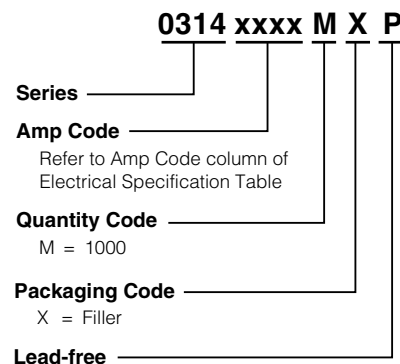 0314 xxxx M X P
Series
Amp Code
Refer to Amp Code column of
Electrical Specification Table
Quantity Code
M = 1000
Packaging Code
X = Filler
Lead-free